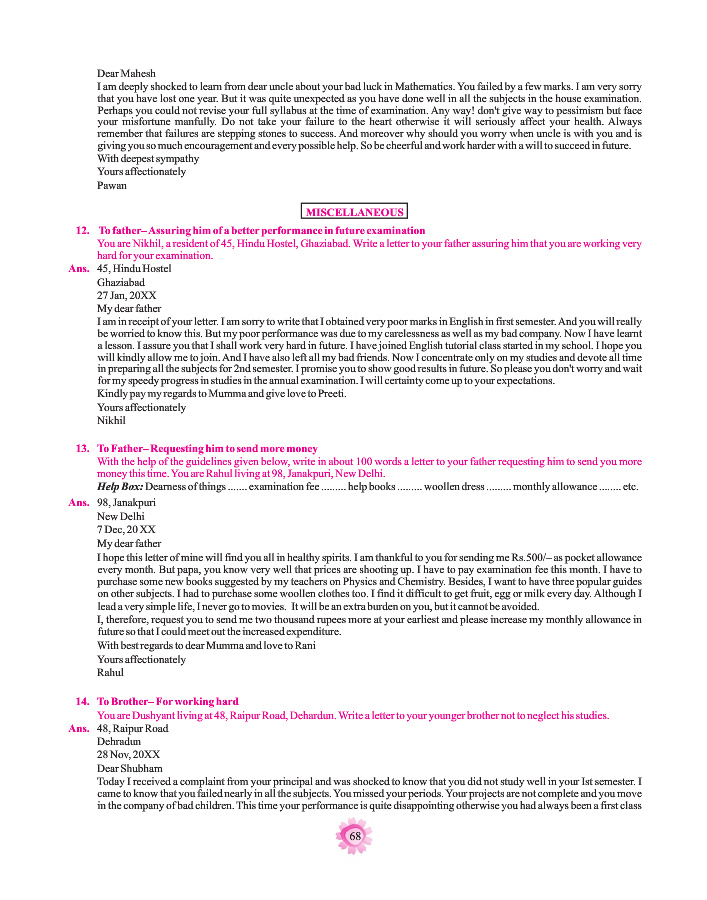 Dear Mahesh
I am deeply shocked to learn from dear uncle about your bad luck in Mathematics. You failed by a few marks. I am very sorry
that you have lost one year. But it was quite unexpected as you have done well in all the subjects in the house examination.
Perhaps you could not revise your full syllabus at the time of examination. Any way! don't give way to pessimism but face
your misfortune manfully. Do not take your failure to the heart otherwise it will seriously affect your health. Always
remember that failures are stepping stones to success. And moreover why should you worry when uncle is with you and is
giving you so much encouragement and every possible help. So be cheerful and work harder with a will to succeed in future.
With deepest sympathy
Yours affectionately
Pawan
MISCELLANEOUS
12. To father– Assuring him of a better performance in future examination
You are Nikhil, a resident of 45, Hindu Hostel, Ghaziabad. Write a letter to your father assuring him that you are working very
hard for your examination.
Ans. 45, Hindu Hostel
Ghaziabad
27 Jan, 20XX
My dear father
I am in receipt of your letter. I am sorry to write that I obtained very poor marks in English in first semester. And you will really
be worried to know this. But my poor performance was due to my carelessness as well as my bad company. Now I have learnt
a lesson. I assure you that I shall work very hard in future. I have joined English tutorial class started in my school. I hope you
will kindly allow me to join. And I have also left all my bad friends. Now I concentrate only on my studies and devote all time
in preparing all the subjects for 2nd semester. I promise you to show good results in future. So please you don't worry and wait
for my speedy progress in studies in the annual examination. I will certainty come up to your expectations.
Kindly pay my regards to Mumma and give love to Preeti.
Yours affectionately
Nikhil
13. To Father– Requesting him to send more money
With the help of the guidelines given below, write in about 100 words a letter to your father requesting him to send you more
money this time. You are Rahul living at 98, Janakpuri, New Delhi.
Help Box: Dearness of things ....... examination fee ......... help books ......... woollen dress ......... monthly allowance ........ etc.
Ans. 98, Janakpuri
New Delhi
7 Dec, 20 XX
My dear father
I hope this letter of mine will find you all in healthy spirits. I am thankful to you for sending me Rs.500/– as pocket allowance
every month. But papa, you know very well that prices are shooting up. I have to pay examination fee this month. I have to
purchase some new books suggested by my teachers on Physics and Chemistry. Besides, I want to have three popular guides
on other subjects. I had to purchase some woollen clothes too. I find it difficult to get fruit, egg or milk every day. Although I
lead a very simple life, I never go to movies. It will be an extra burden on you, but it cannot be avoided.
I, therefore, request you to send me two thousand rupees more at your earliest and please increase my monthly allowance in
future so that I could meet out the increased expenditure.
With best regards to dear Mumma and love to Rani
Yours affectionately
Rahul
14. To Brother– For working hard
You are Dushyant living at 48, Raipur Road, Dehardun. Write a letter to your younger brother not to neglect his studies.
Ans. 48, Raipur Road
Dehradun
28 Nov, 20XX
Dear Shubham
Today I received a complaint from your principal and was shocked to know that you did not study well in your Ist semester. I
came to know that you failed nearly in all the subjects. You missed your periods. Your projects are not complete and you move
in the company of bad children. This time your performance is quite disappointing otherwise you had always been a first class
68